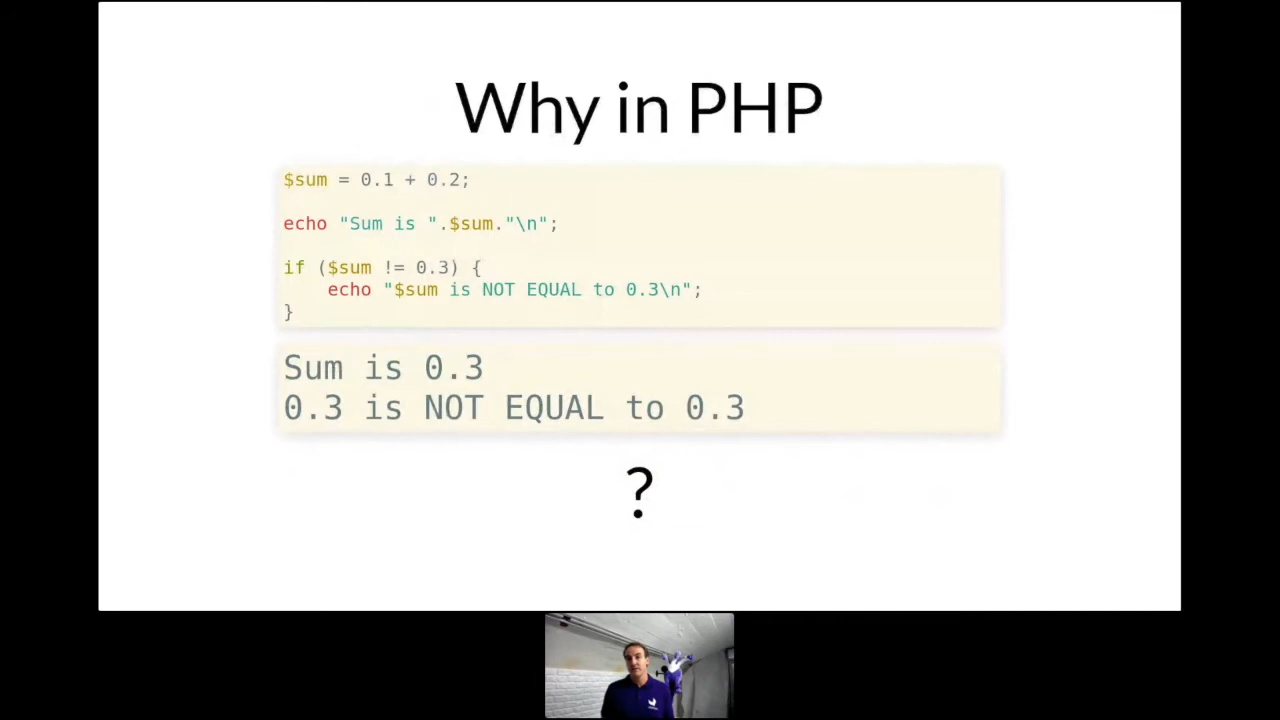 Why in PHP
$sum = 0.1 + 0.2;
echo "Sum is ".$sum."\n";
if ($sum != 0.3) {
    echo "$sum is NOT EQUAL to 0.3\n";
}
Sum is 0.3
0.3 is NOT EQUAL to 0.3
?